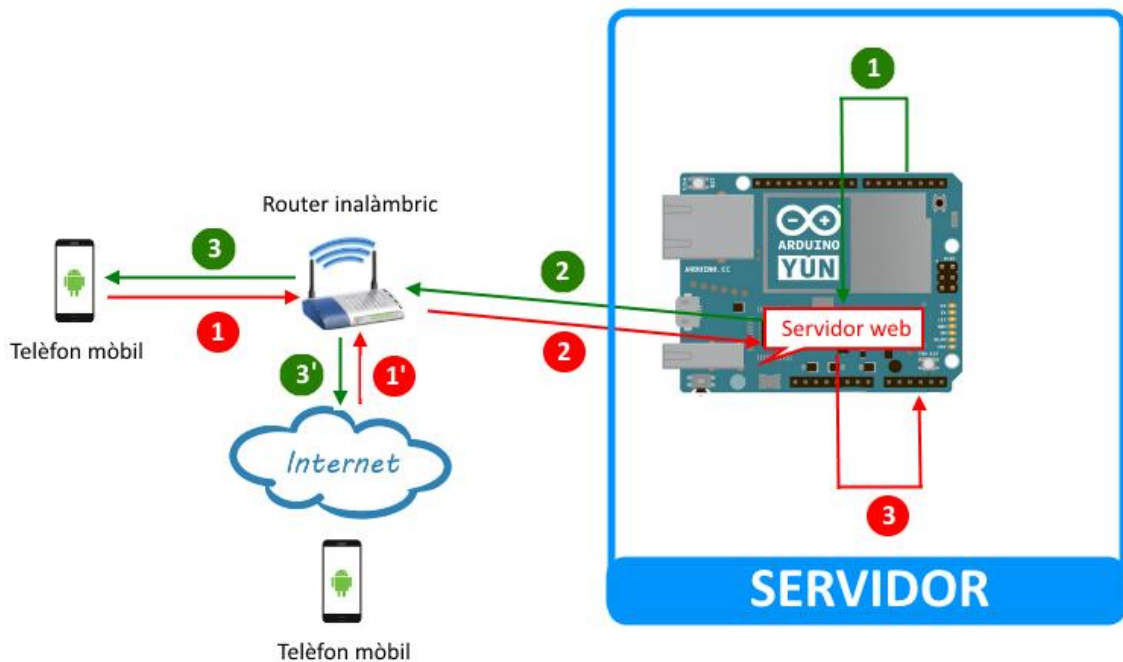 1
Router inalàmbric
ARDUINO
YÚN
ARDUINO.CC
3
2
1
Telèfon mòbil
2
Servidor web
3'
1'
Internet
3
Telèfon mòbil
SERVIDOR